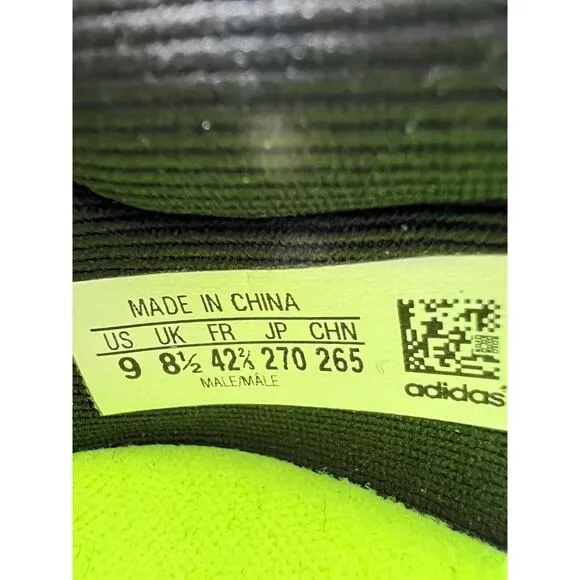 MADE IN CHINA
US UK FR JP CHN
9 8½ 42⅔ 270 265
MALE/MÂLE
adidas